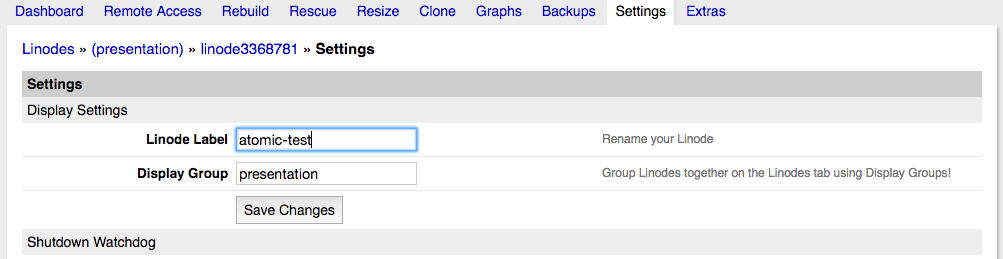 Dashboard Remote Access Rebuild Rescue Resize Clone Graphs Backups Settings Extras
Linodes » (presentation) » linode3368781 » Settings
Settings
Display Settings
Linode Label atomic-test Rename your Linode
Display Group presentation Group Linodes together on the Linodes tab using Display Groups!
Save Changes
Shutdown Watchdog